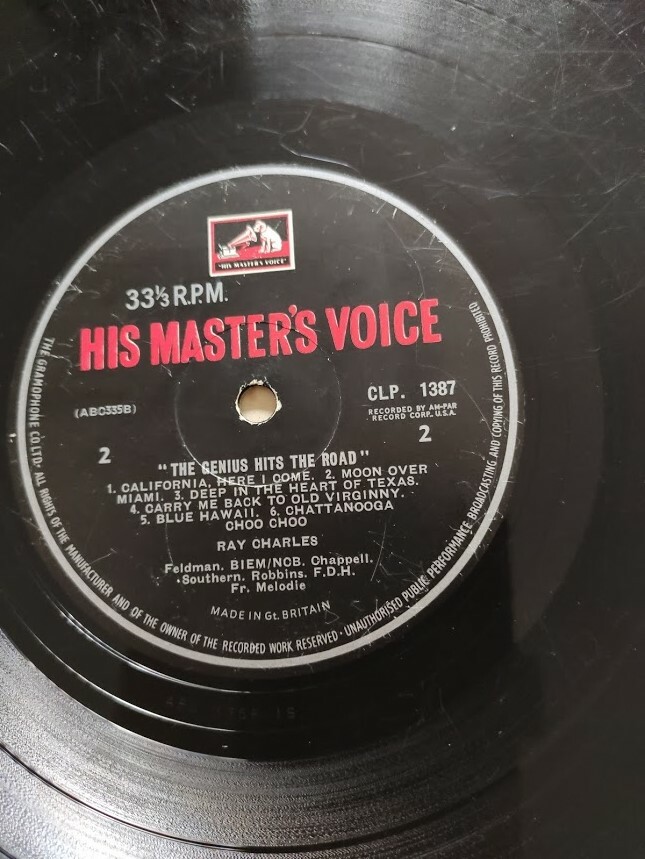 "HIS MASTER'S VOICE"
33⅓ R.P.M.
HIS MASTER'S VOICE
(ABC335B)
CLP. 1387
RECORDED BY AM-PAR
RECORD CORP. U.S.A.
2
2
"THE GENIUS HITS THE ROAD"
1. CALIFORNIA, HERE I COME. 2. MOON OVER
MIAMI. 3. DEEP IN THE HEART OF TEXAS.
4. CARRY ME BACK TO OLD VIRGINNY.
5. BLUE HAWAII. 6. CHATTANOOGA
CHOO CHOO
RAY CHARLES
Feldman. BIEM/NCB. Chappell.
Southern. Robbins. F.D.H.
Fr. Melodie
MADE IN Gt. BRITAIN
THE GRAMOPHONE CO LTD· ALL RIGHTS OF THE MANUFACTURER AND OF THE OWNER OF THE RECORDED WORK RESERVED · UNAUTHORISED PUBLIC PERFORMANCE BROADCASTING AND COPYING OF THIS RECORD PROHIBITED